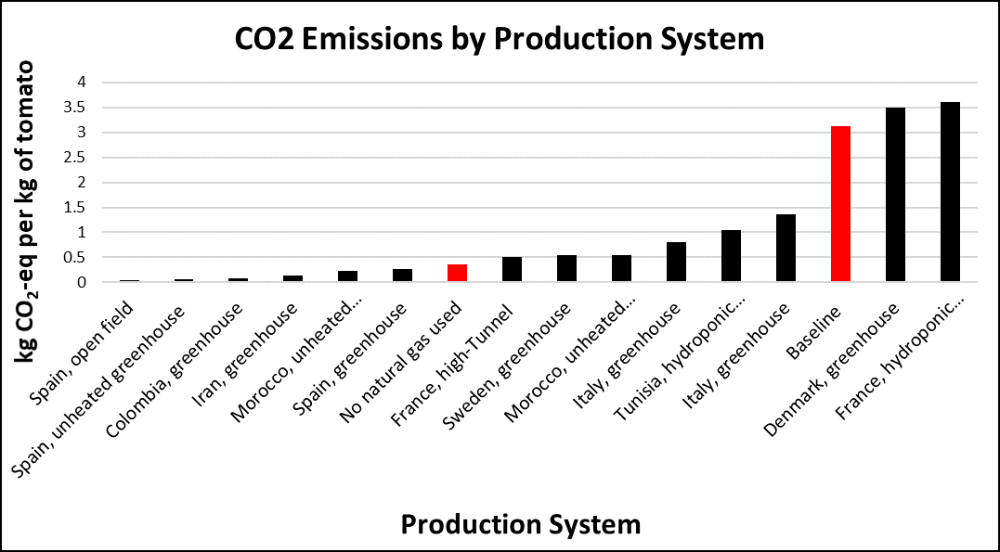 CO2 Emissions by Production System
kg CO2-eq per kg of tomato
4
3.5
3
2.5
2
1.5
1
0.5
0
Spain, open field
Spain, unheated greenhouse
Colombia, greenhouse
Iran, greenhouse
Morocco, unheated...
Spain, greenhouse
No natural gas used
France, high-Tunnel
Sweden, greenhouse
Morocco, unheated...
Italy, greenhouse
Tunisia, hydroponic...
Italy, greenhouse
Baseline
Denmark, greenhouse
France, hydroponic...
Production System